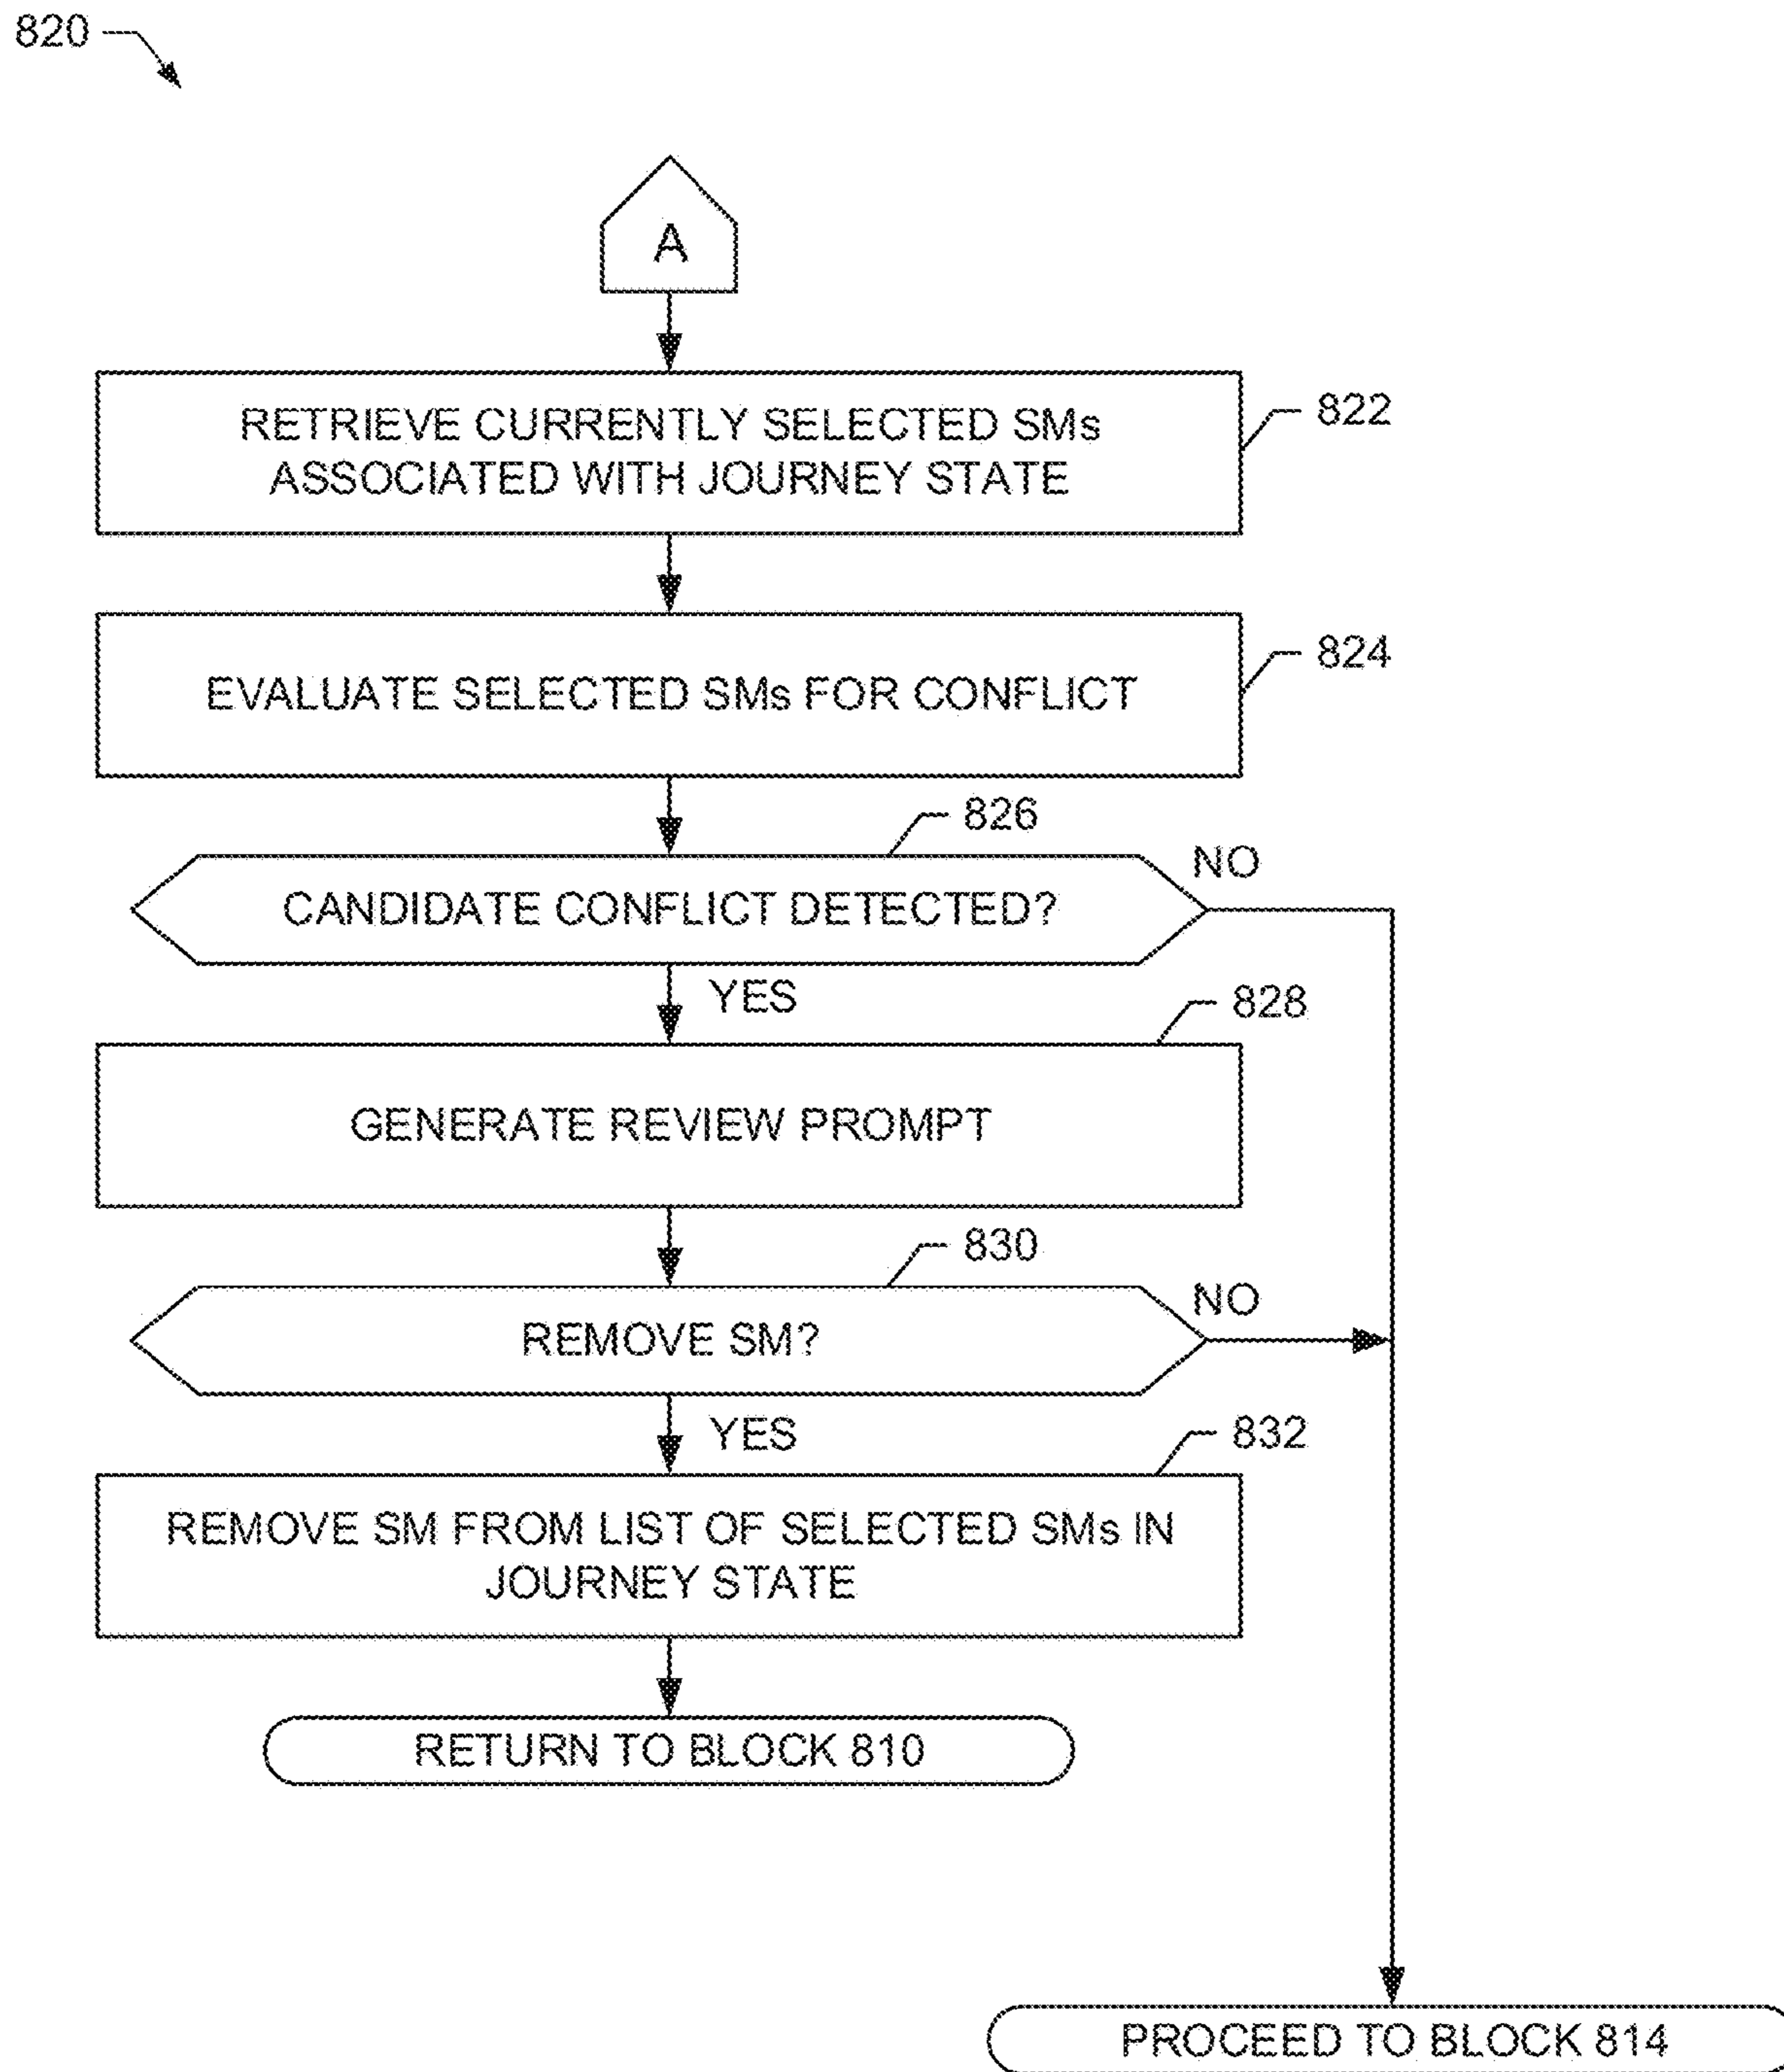 820
A
RETRIEVE CURRENTLY SELECTED SMs
ASSOCIATED WITH JOURNEY STATE
822
EVALUATE SELECTED SMs FOR CONFLICT
824
826
CANDIDATE CONFLICT DETECTED?
NO
YES
828
GENERATE REVIEW PROMPT
830
REMOVE SM?
NO
YES
832
REMOVE SM FROM LIST OF SELECTED SMs IN
JOURNEY STATE
RETURN TO BLOCK 810
PROCEED TO BLOCK 814